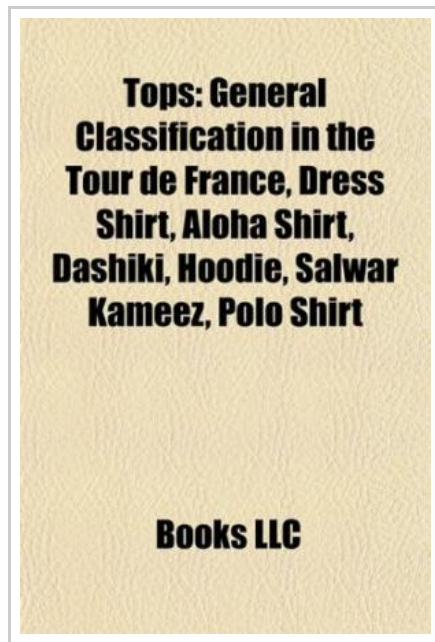 Tops: General
Classification in the
Tour de France, Dress
Shirt, Aloha Shirt,
Dashiki, Hoodie, Salwar
Kameez, Polo Shirt
Books LLC